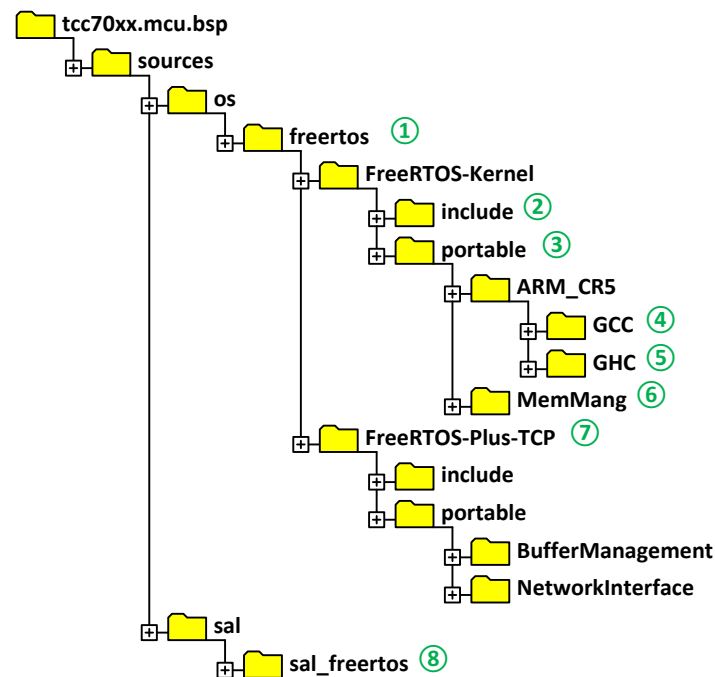 tcc70xx.mcu.bsp
sources
os
freertos ①
FreeRTOS-Kernel
include ②
portable ③
ARM_CR5
GCC ④
GHC ⑤
MemMang ⑥
FreeRTOS-Plus-TCP ⑦
include
portable
BufferManagement
NetworkInterface
sal
sal_freertos ⑧